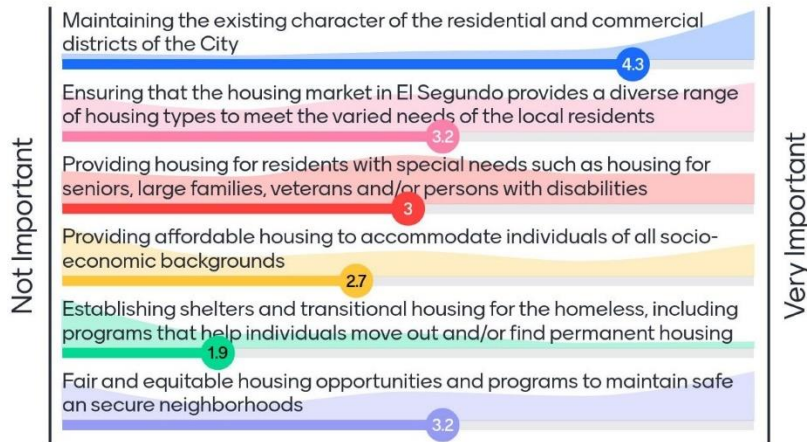 Not Important
Maintaining the existing character of the residential and commercial
districts of the City
4.3
Ensuring that the housing market in El Segundo provides a diverse range
of housing types to meet the varied needs of the local residents
3.2
Providing housing for residents with special needs such as housing for
seniors, large families, veterans and/or persons with disabilities
3
Providing affordable housing to accommodate individuals of all socio-
economic backgrounds
2.7
Establishing shelters and transitional housing for the homeless, including
programs that help individuals move out and/or find permanent housing
1.9
Fair and equitable housing opportunities and programs to maintain safe
an secure neighborhoods
3.2
Very Important